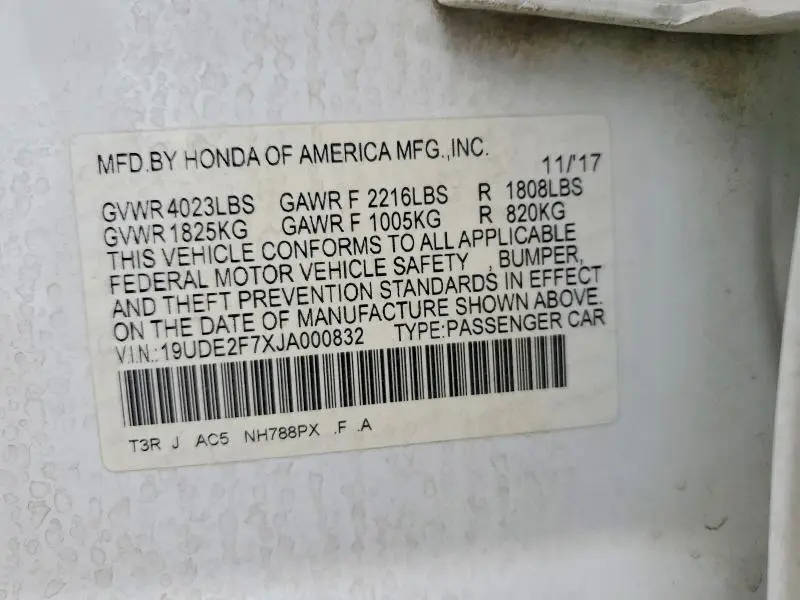 MFD.BY HONDA OF AMERICA MFG.,INC. 11/'17
GVWR 4023LBS GAWR F 2216LBS R 1808LBS
GVWR 1825KG GAWR F 1005KG R 820KG
THIS VEHICLE CONFORMS TO ALL APPLICABLE
FEDERAL MOTOR VEHICLE SAFETY , BUMPER,
AND THEFT PREVENTION STANDARDS IN EFFECT
ON THE DATE OF MANUFACTURE SHOWN ABOVE.
V.I.N.:19UDE2F7XJA000832 TYPE:PASSENGER CAR
T3R J AC5 NH788PX .F .A